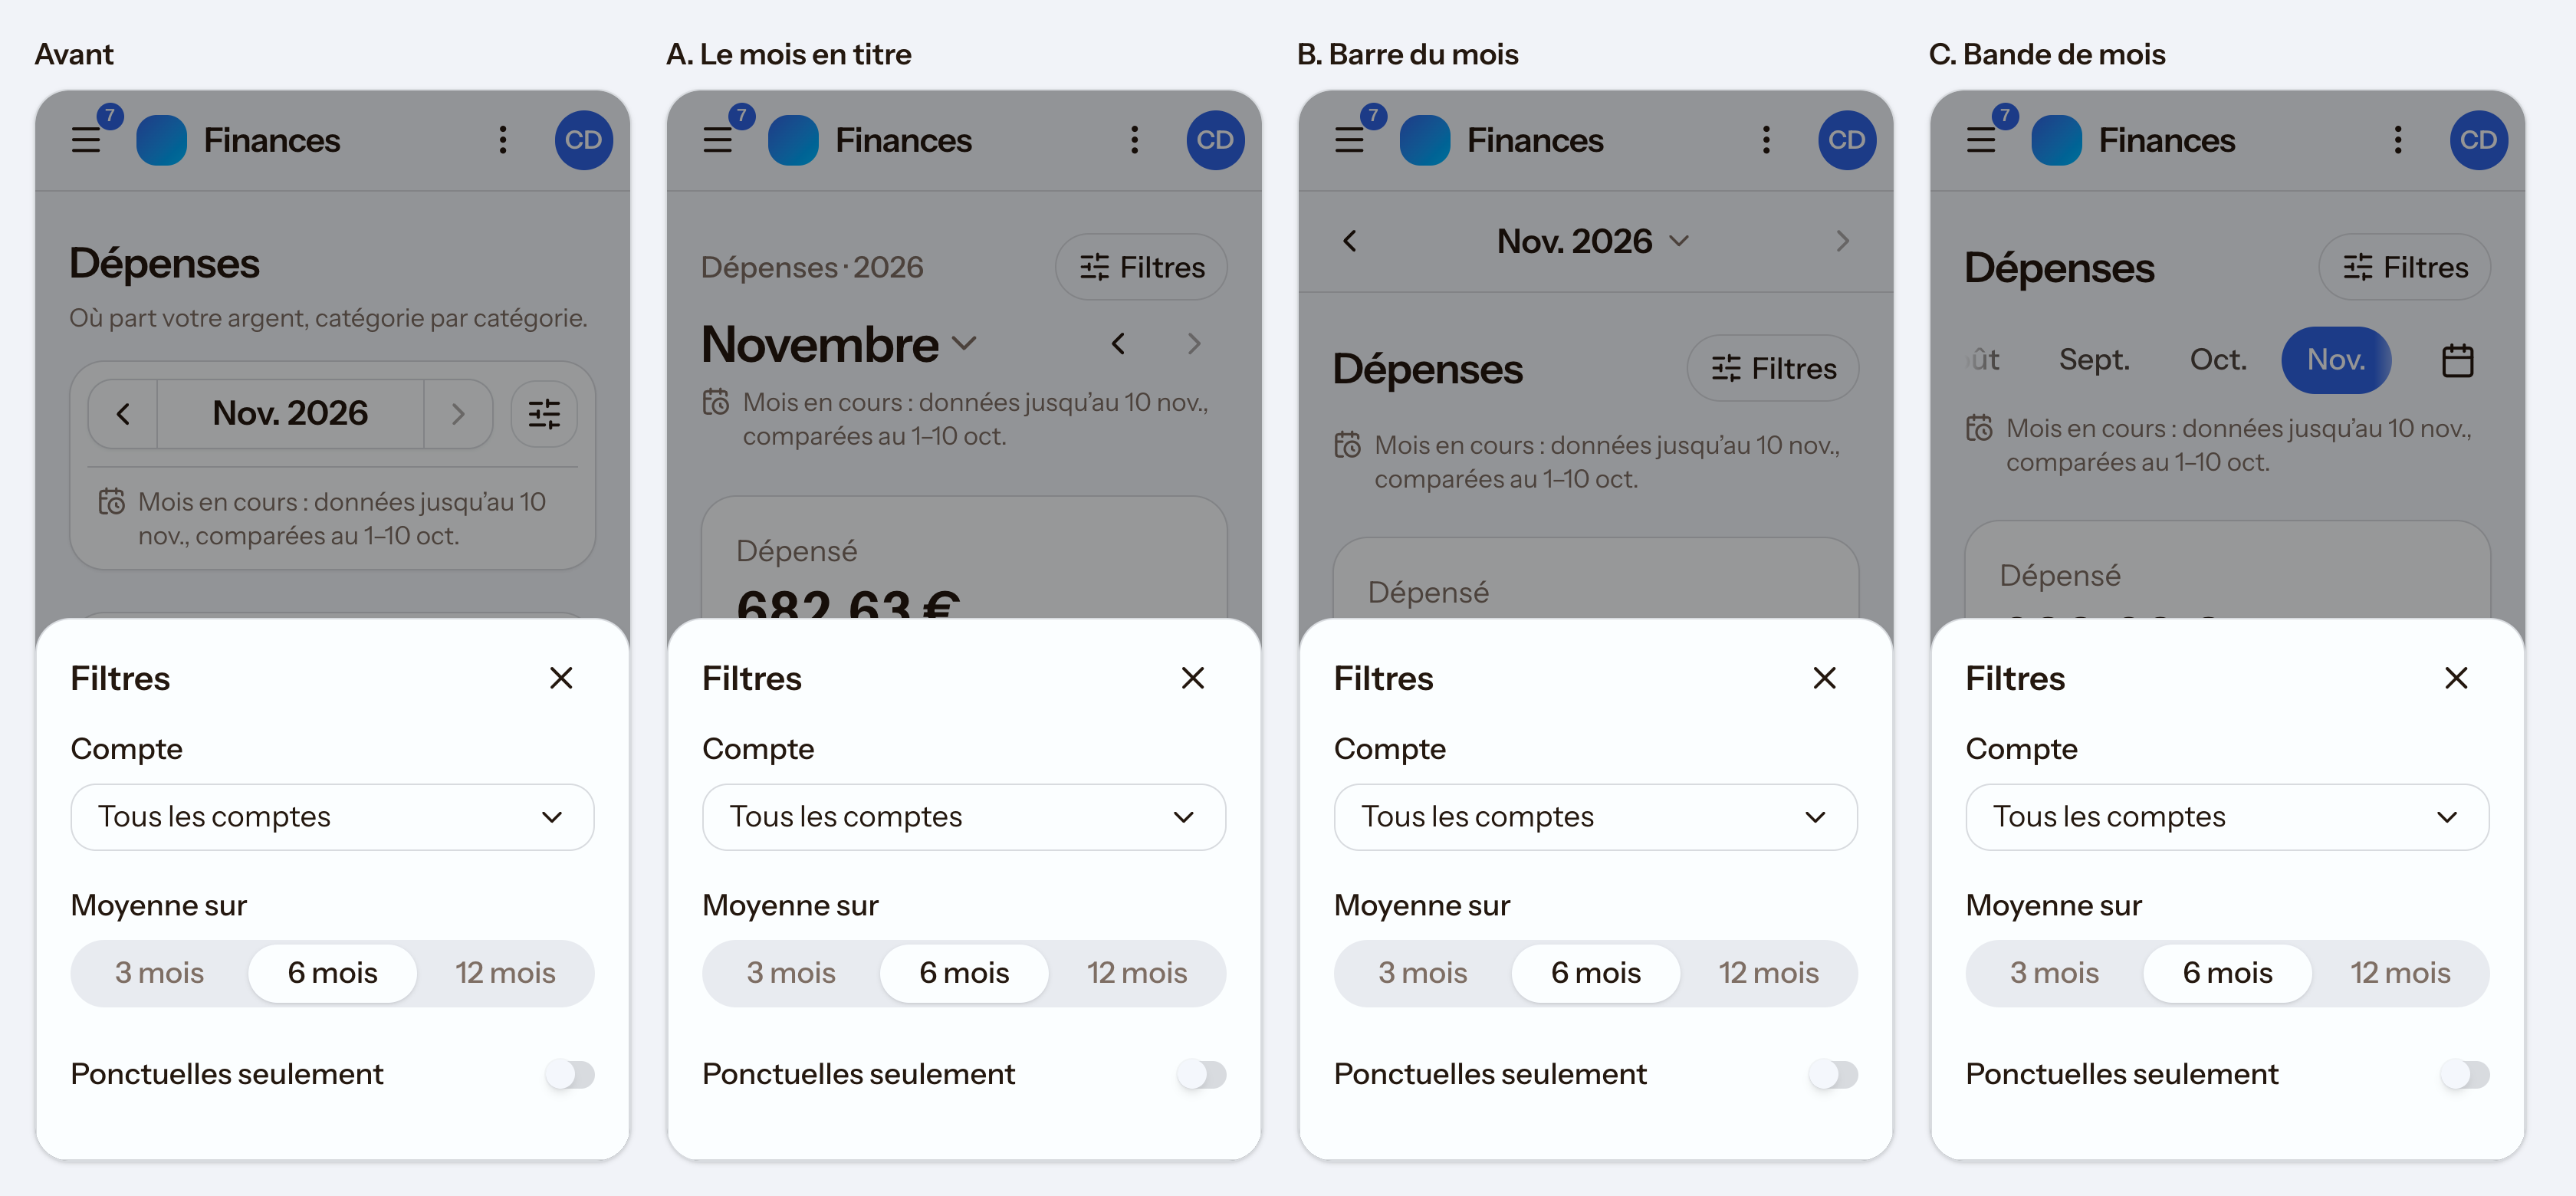 Avant
7
Finances
CD
Dépenses
Où part votre argent, catégorie par catégorie.
Nov. 2026
Mois en cours : données jusqu’au 10
nov., comparées au 1–10 oct.
Filtres
Compte
Tous les comptes
Moyenne sur
3 mois
6 mois
12 mois
Ponctuelles seulement
A. Le mois en titre
7
Finances
CD
Dépenses · 2026
Filtres
Novembre
Mois en cours : données jusqu’au 10 nov.,
comparées au 1–10 oct.
Dépensé
682,63 €
Filtres
Compte
Tous les comptes
Moyenne sur
3 mois
6 mois
12 mois
Ponctuelles seulement
B. Barre du mois
7
Finances
CD
Nov. 2026
Dépenses
Filtres
Mois en cours : données jusqu’au 10 nov.,
comparées au 1–10 oct.
Dépensé
Filtres
Compte
Tous les comptes
Moyenne sur
3 mois
6 mois
12 mois
Ponctuelles seulement
C. Bande de mois
7
Finances
CD
Dépenses
Filtres
ût
Sept.
Oct.
Nov.
Mois en cours : données jusqu’au 10 nov.,
comparées au 1–10 oct.
Dépensé
Filtres
Compte
Tous les comptes
Moyenne sur
3 mois
6 mois
12 mois
Ponctuelles seulement